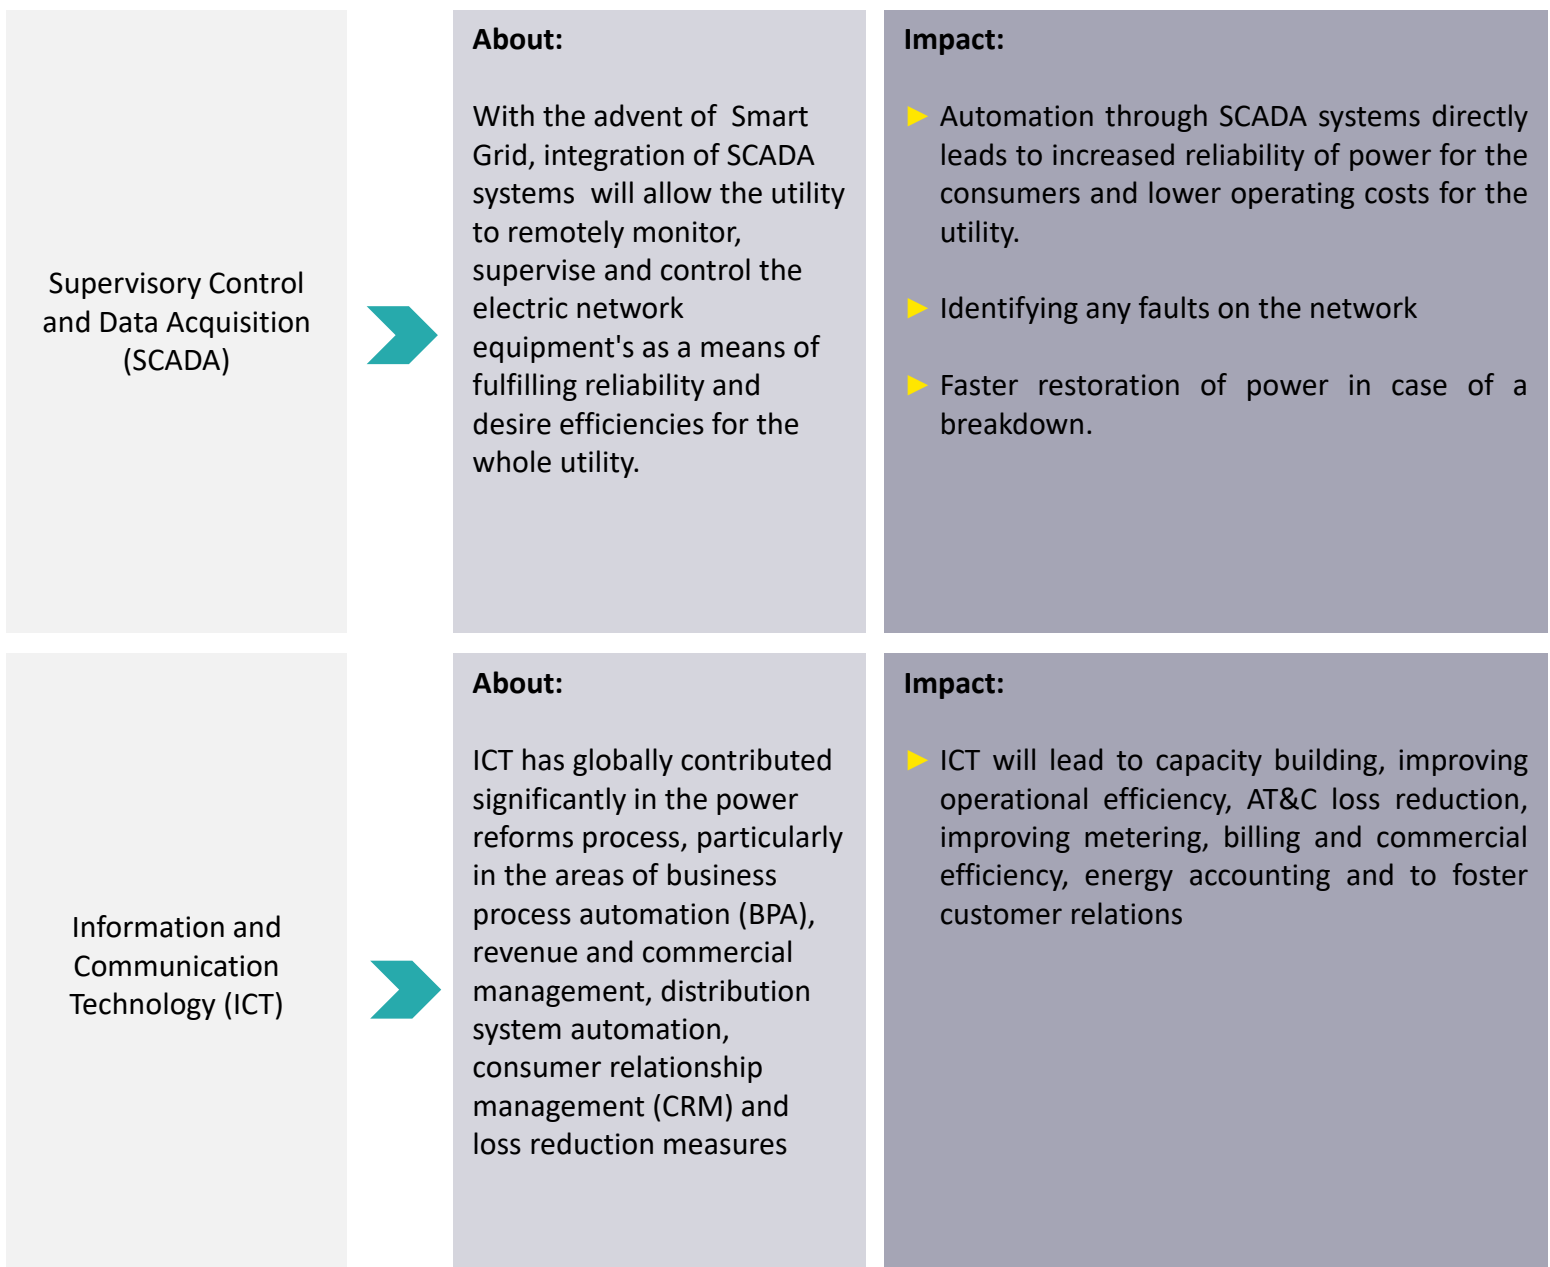 Supervisory Control
and Data Acquisition
(SCADA)
About:
With the advent of  Smart
Grid, integration of SCADA
systems  will allow the utility
to remotely monitor,
supervise and control the
electric network
equipment's as a means of
fulfilling reliability and
desire efficiencies for the
whole utility.
Impact:
► Automation through SCADA systems directly
leads to increased reliability of power for the
consumers and lower operating costs for the
utility.
► Identifying any faults on the network
► Faster restoration of power in case of a
breakdown.
Information and
Communication
Technology (ICT)
About:
ICT has globally contributed
significantly in the power
reforms process, particularly
in the areas of business
process automation (BPA),
revenue and commercial
management, distribution
system automation,
consumer relationship
management (CRM) and
loss reduction measures
Impact:
► ICT will lead to capacity building, improving
operational efficiency, AT&C loss reduction,
improving metering, billing and commercial
efficiency, energy accounting and to foster
customer relations